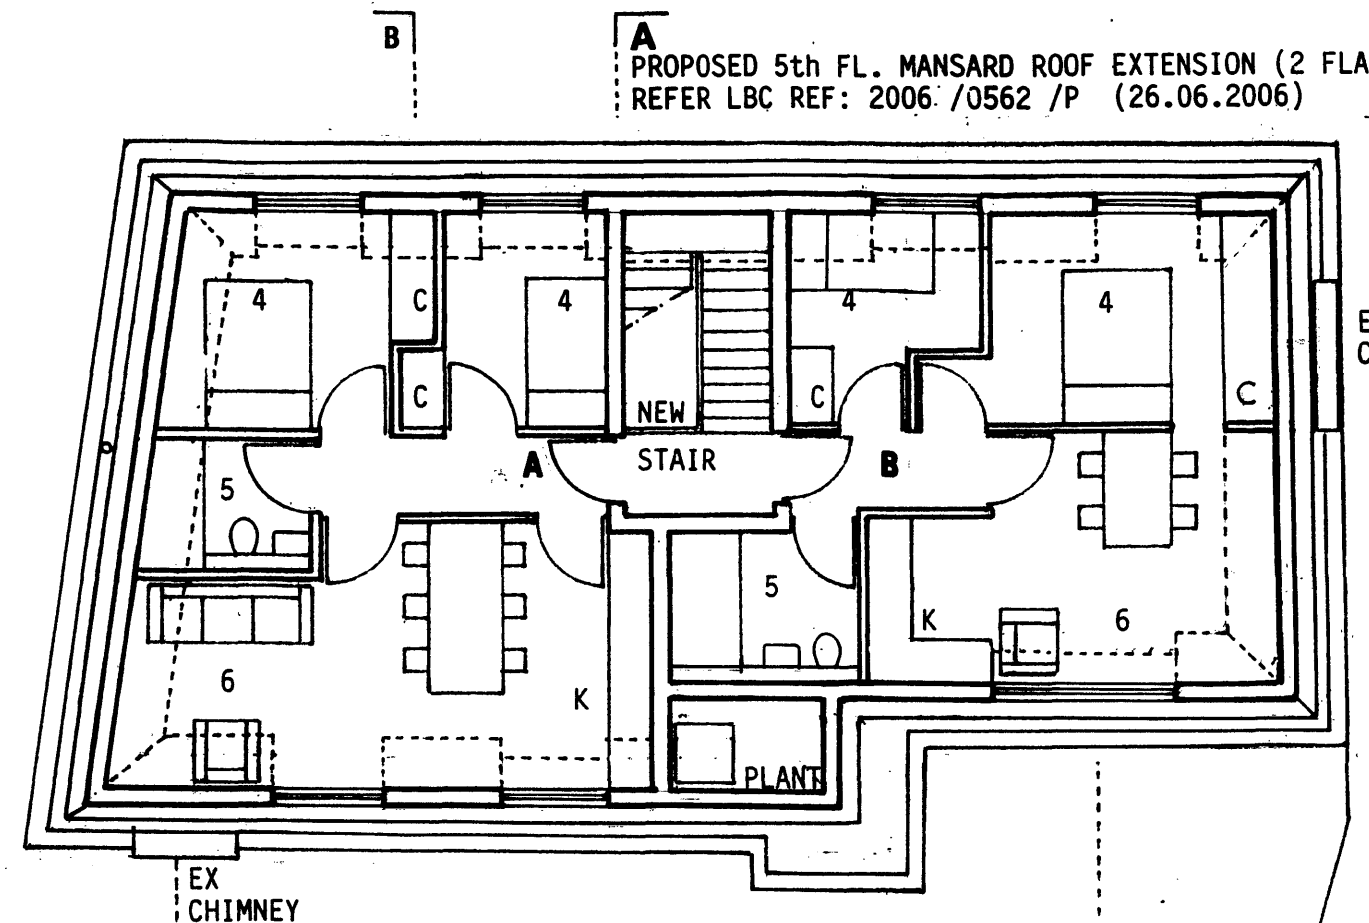 B
A
PROPOSED 5th FL. MANSARD ROOF EXTENSION (2 FLA
REFER LBC REF: 2006 /0562 /P (26.06.2006)
4
C
4
4
4
E
C
C
C
C
NEW
A
STAIR
B
5
5
K
6
6
K
PLANT
EX
CHIMNEY